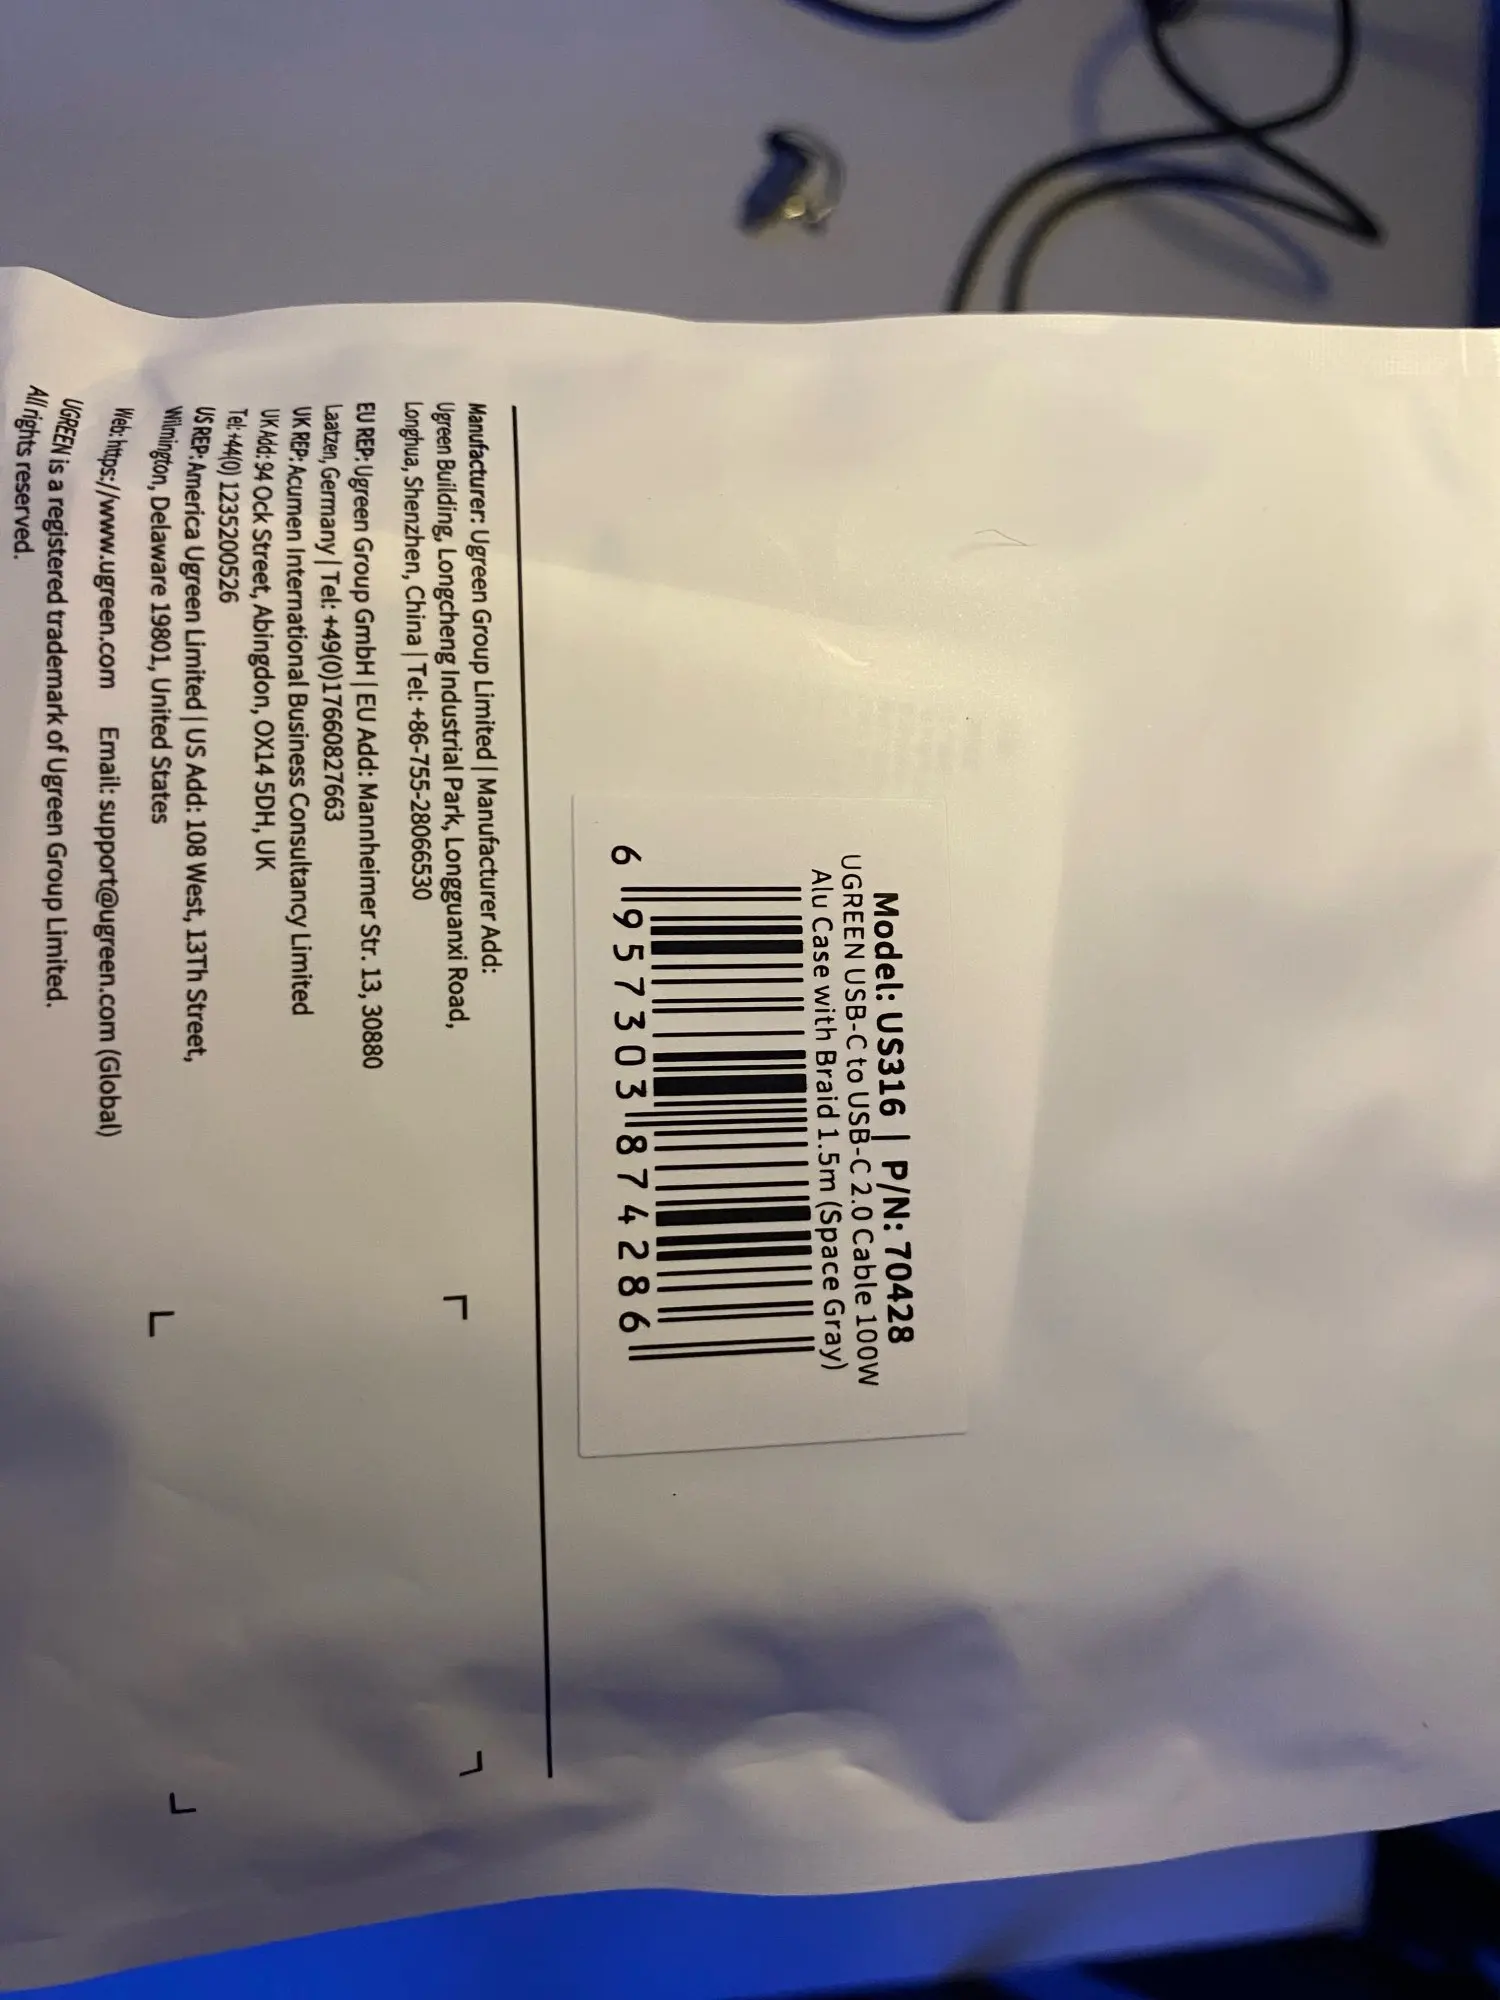 Model: US316 | P/N: 70428
UGREEN USB-C to USB-C 2.0 Cable 100W
Alu Case with Braid 1.5m (Space Gray)
6 957303 874286
Manufacturer: Ugreen Group Limited | Manufacturer Add:
Ugreen Building, Longcheng Industrial Park, Longguanxi Road,
Longhua, Shenzhen, China | Tel: +86-755-28066530
EU REP: Ugreen Group GmbH | EU Add: Mannheimer Str. 13, 30880
Laatzen, Germany | Tel: +49(0)17660827663
UK REP: Acumen International Business Consultancy Limited
UK Add: 94 Ock Street, Abingdon, OX14 5DH, UK
Tel: +44(0) 1235200526
US REP: America Ugreen Limited | US Add: 108 West, 13Th Street,
Wilmington, Delaware 19801, United States
Web: https://www.ugreen.com Email: support@ugreen.com (Global)
UGREEN is a registered trademark of Ugreen Group Limited.
All rights reserved.